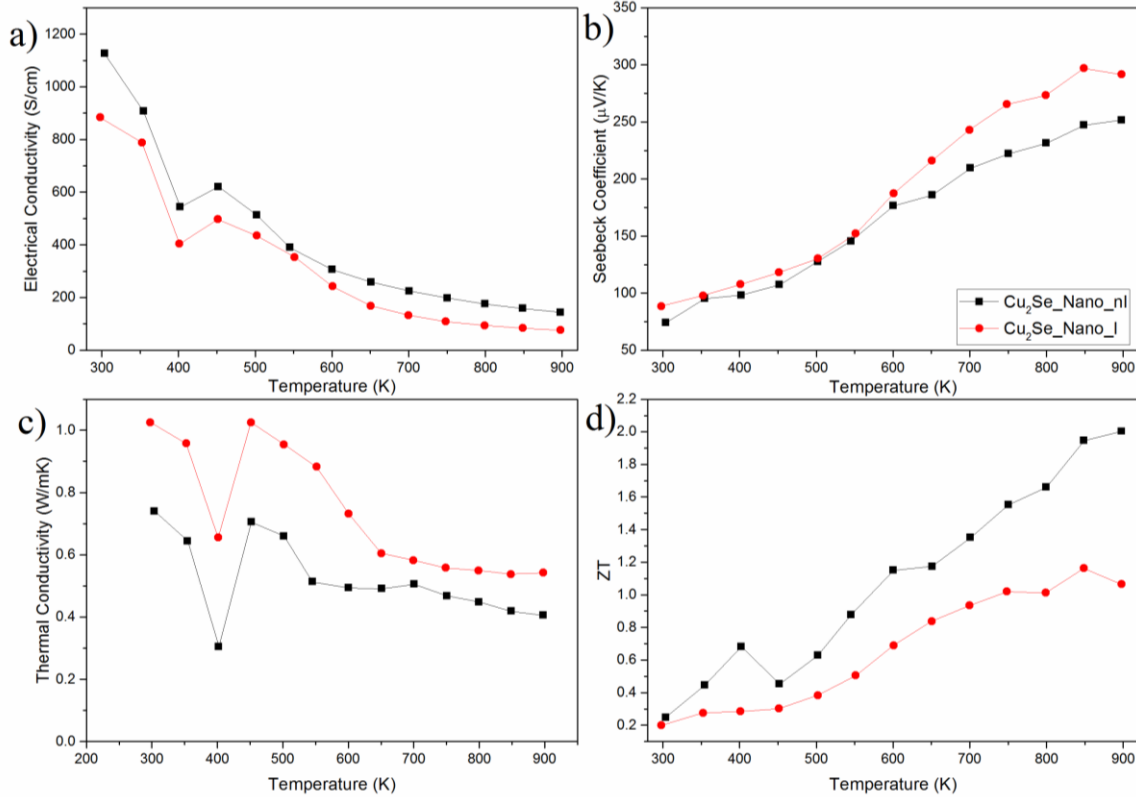 a)
Electrical Conductivity (S/cm)
1200
1000
800
600
400
200
0
300 400 500 600 700 800 900
Temperature (K)
b)
Seebeck Coefficient (μV/K)
350
300
250
200
150
100
50
Cu₂Se_Nano_nI
Cu₂Se_Nano_I
300 400 500 600 700 800 900
Temperature (K)
c)
Thermal Conductivity (W/mK)
1.0
0.8
0.6
0.4
0.2
0.0
200 300 400 500 600 700 800 900
Temperature (K)
d)
ZT
2.2
2.0
1.8
1.6
1.4
1.2
1.0
0.8
0.6
0.4
0.2
300 400 500 600 700 800 900
Temperature (K)